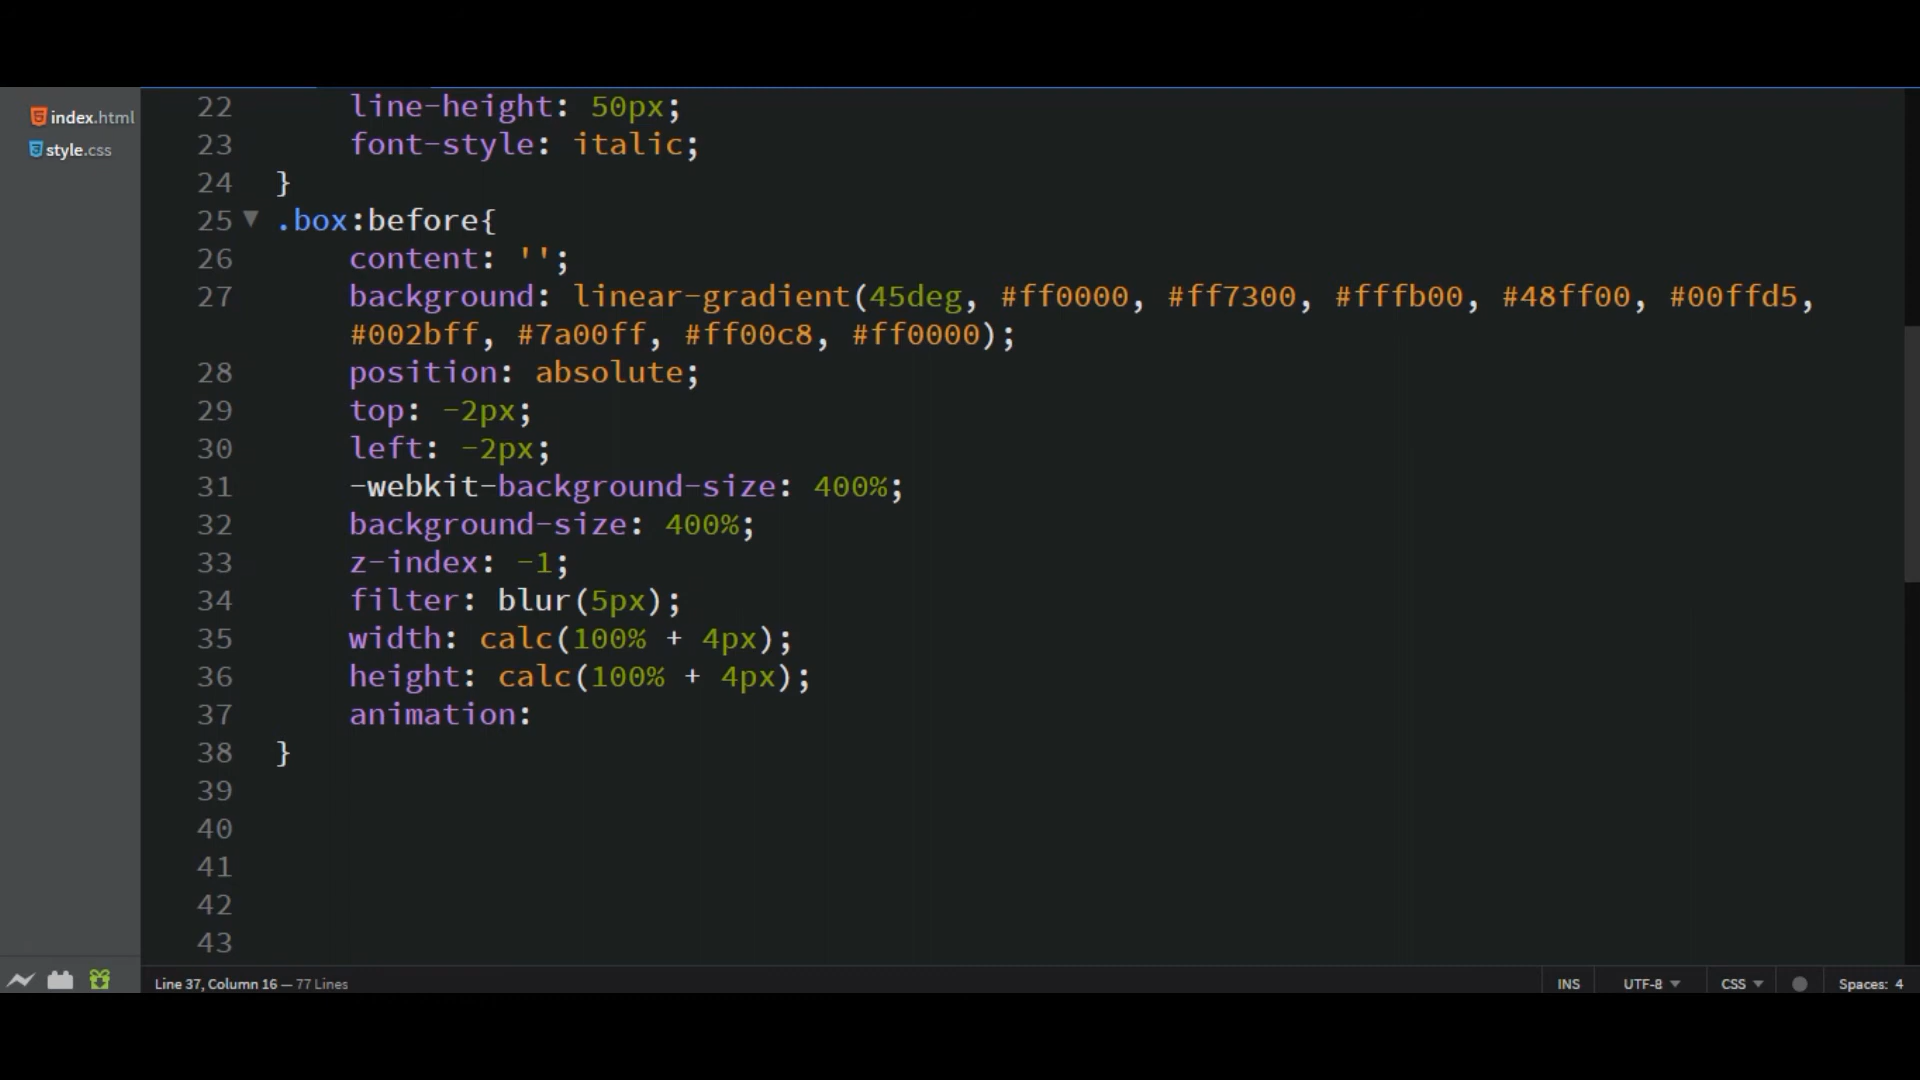 index.html
style.css
22 line-height: 50px;
23 font-style: italic;
24 }
25 ▼ .box:before{
26 content: '';
27 background: linear-gradient(45deg, #ff0000, #ff7300, #fffb00, #48ff00, #00ffd5,
#002bff, #7a00ff, #ff00c8, #ff0000);
28 position: absolute;
29 top: -2px;
30 left: -2px;
31 -webkit-background-size: 400%;
32 background-size: 400%;
33 z-index: -1;
34 filter: blur(5px);
35 width: calc(100% + 4px);
36 height: calc(100% + 4px);
37 animation:
38 }
39
40
41
42
43
Line 37, Column 16 — 77 Lines INS UTF-8 CSS Spaces: 4